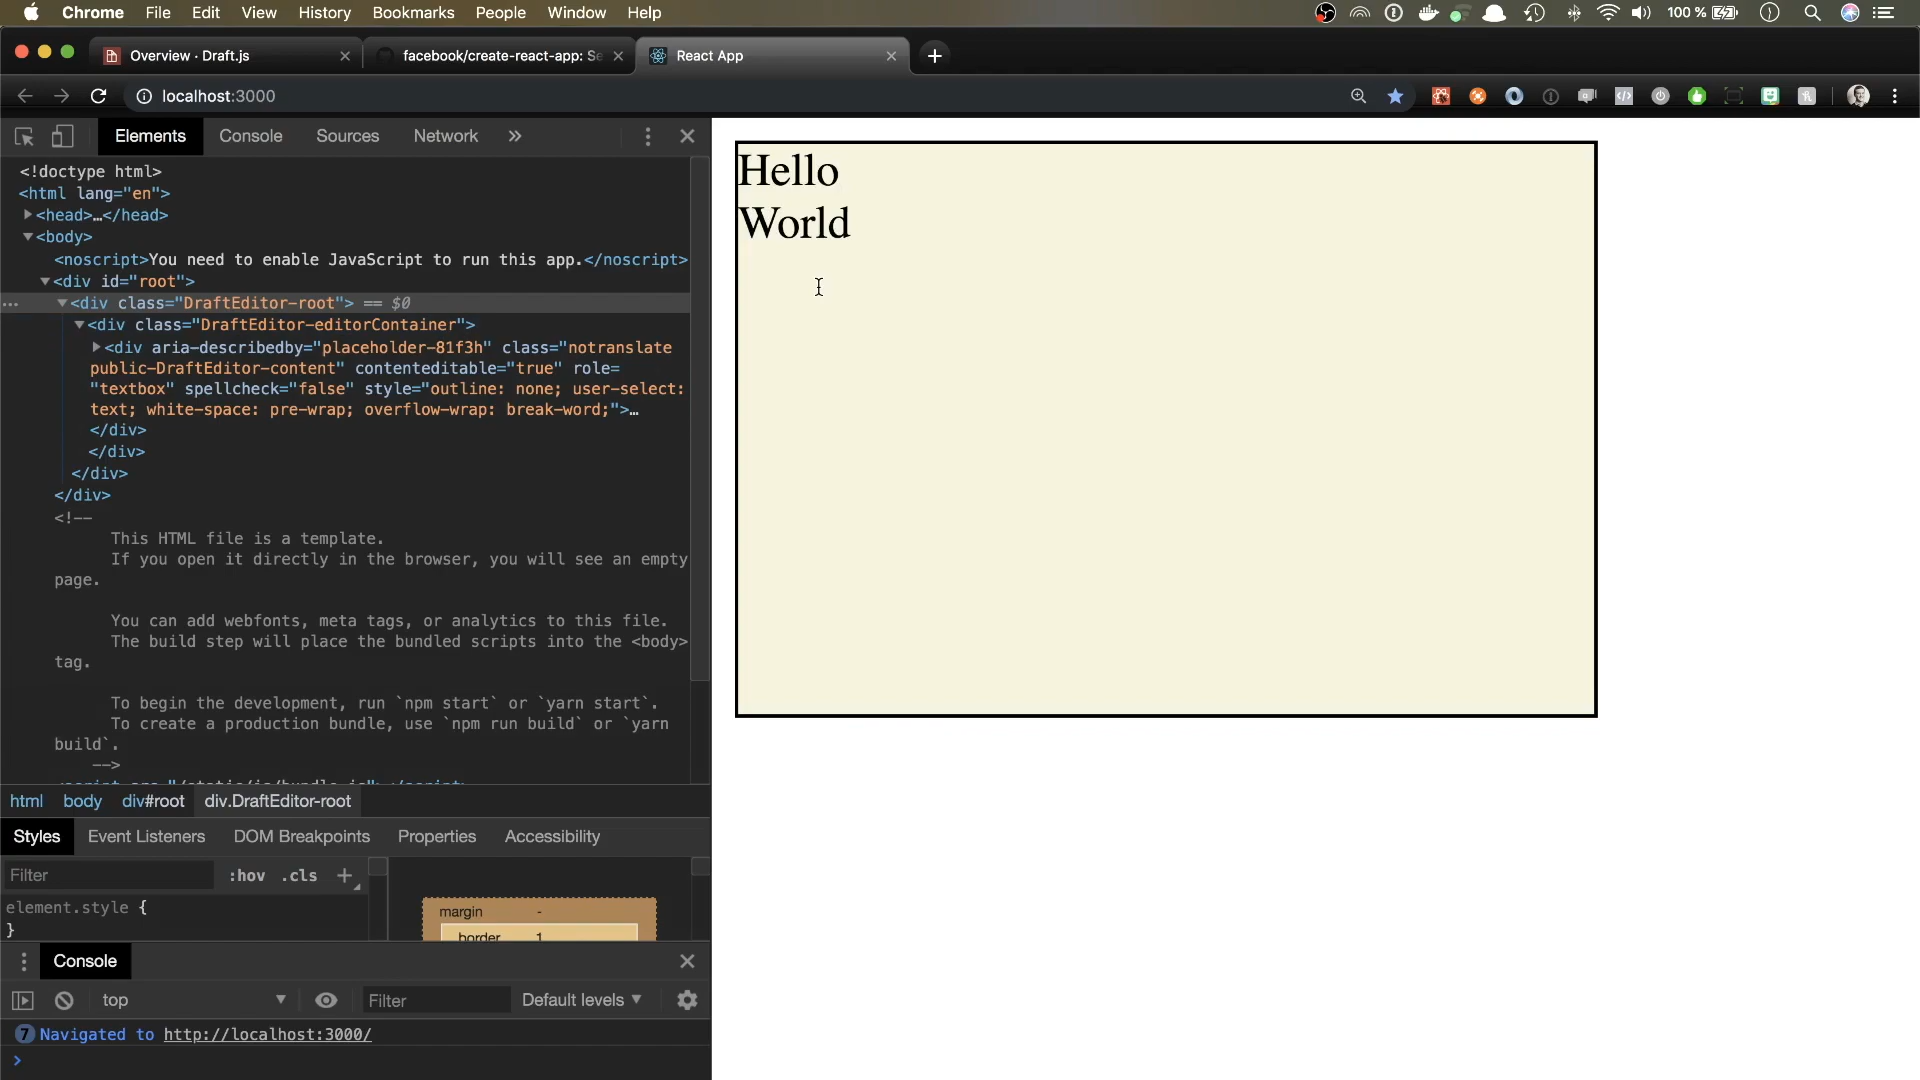 Chrome File Edit View History Bookmarks People Window Help 100 %
Overview · Draft.js
facebook/create-react-app: Se
React App
localhost:3000
Elements Console Sources Network »
<!doctype html>
<html lang="en">
<head>…</head>
<body>
<noscript>You need to enable JavaScript to run this app.</noscript>
<div id="root">
<div class="DraftEditor-root"> == $0
<div class="DraftEditor-editorContainer">
<div aria-describedby="placeholder-81f3h" class="notranslate
public-DraftEditor-content" contenteditable="true" role=
"textbox" spellcheck="false" style="outline: none; user-select:
text; white-space: pre-wrap; overflow-wrap: break-word;">…
</div>
</div>
</div>
</div>
<!--
This HTML file is a template.
If you open it directly in the browser, you will see an empty
page.
You can add webfonts, meta tags, or analytics to this file.
The build step will place the bundled scripts into the <body>
tag.
To begin the development, run `npm start` or `yarn start`.
To create a production bundle, use `npm run build` or `yarn
build`.
-->
html body div#root div.DraftEditor-root
Styles Event Listeners DOM Breakpoints Properties Accessibility
Filter :hov .cls +
element.style {
}
margin -
border 1
Console
top Filter Default levels
7 Navigated to http://localhost:3000/
Hello
World